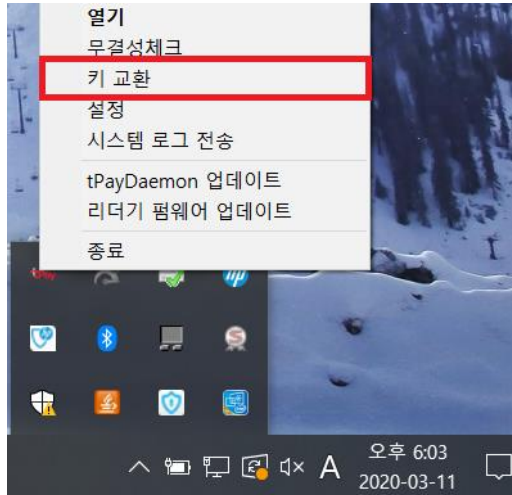 열기
무결성체크
키 교환
설정
시스템 로그 전송
tPayDaemon 업데이트
리더기 펌웨어 업데이트
종료
hp
A
오후 6:03
2020-03-11